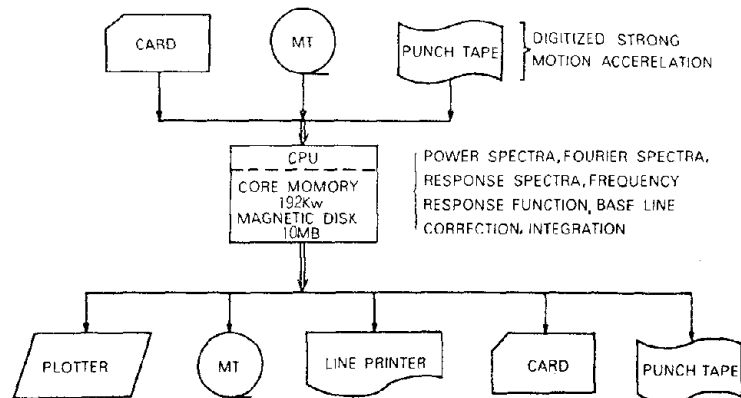 CARD
MT
PUNCH TAPE
DIGITIZED STRONG
MOTION ACCERELATION
CPU
CORE MOMORY
192Kw
MAGNETIC DISK
10MB
POWER SPECTRA, FOURIER SPECTRA,
RESPONSE SPECTRA, FREQUENCY
RESPONSE FUNCTION, BASE LINE
CORRECTION, INTEGRATION
PLOTTER
MT
LINE PRINTER
CARD
PUNCH TAPE